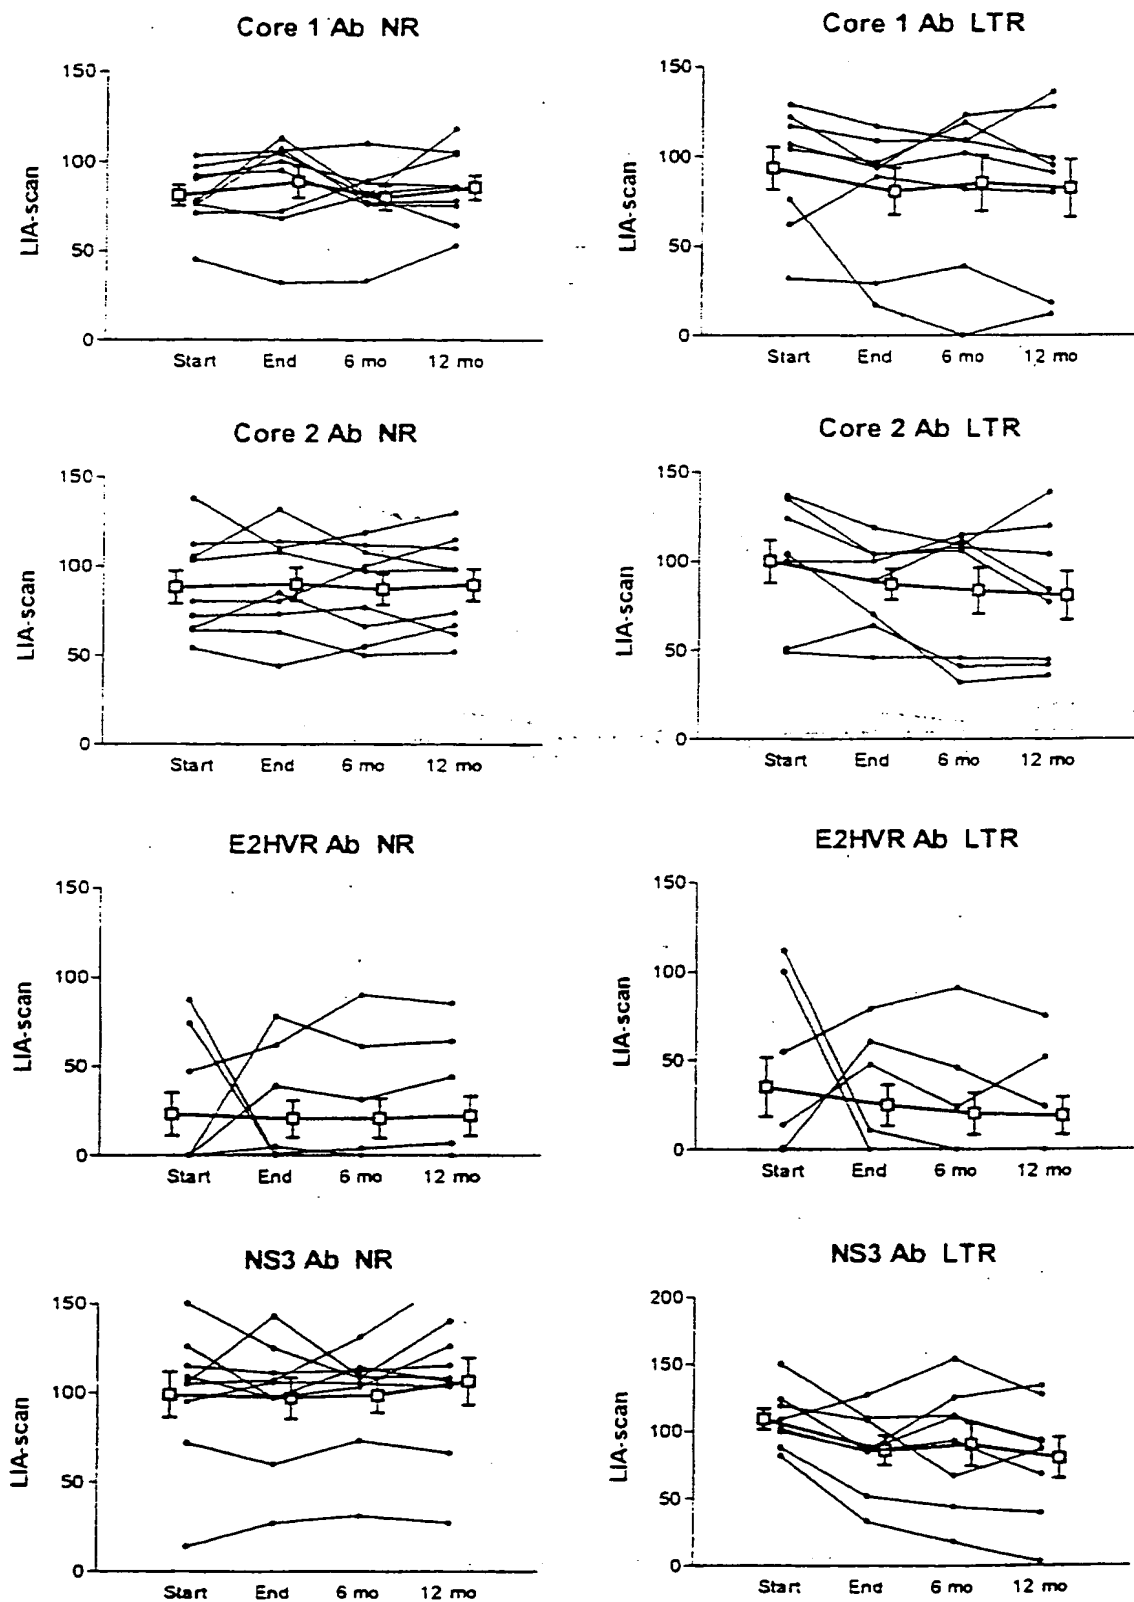 Core 1 Ab NR
LIA-scan
150
100
50
0
Start End 6 mo 12 mo
Core 1 Ab LTR
LIA-scan
150
100
50
0
Start End 6 mo 12 mo
Core 2 Ab NR
LIA-scan
150
100
50
0
Start End 6 mo 12 mo
Core 2 Ab LTR
LIA-scan
150
100
50
0
Start End 6 mo 12 mo
E2HVR Ab NR
LIA-scan
150
100
50
0
Start End 6 mo 12 mo
E2HVR Ab LTR
LIA-scan
150
100
50
0
Start End 6 mo 12 mo
NS3 Ab NR
LIA-scan
150
100
50
0
Start End 6 mo 12 mo
NS3 Ab LTR
LIA-scan
200
150
100
50
0
Start End 6 mo 12 mo